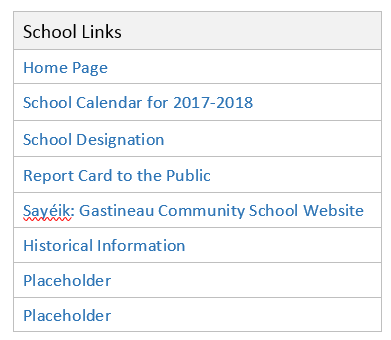 School Links
Home Page
School Calendar for 2017-2018
School Designation
Report Card to the Public
Sayéik: Gastineau Community School Website
Historical Information
Placeholder
Placeholder